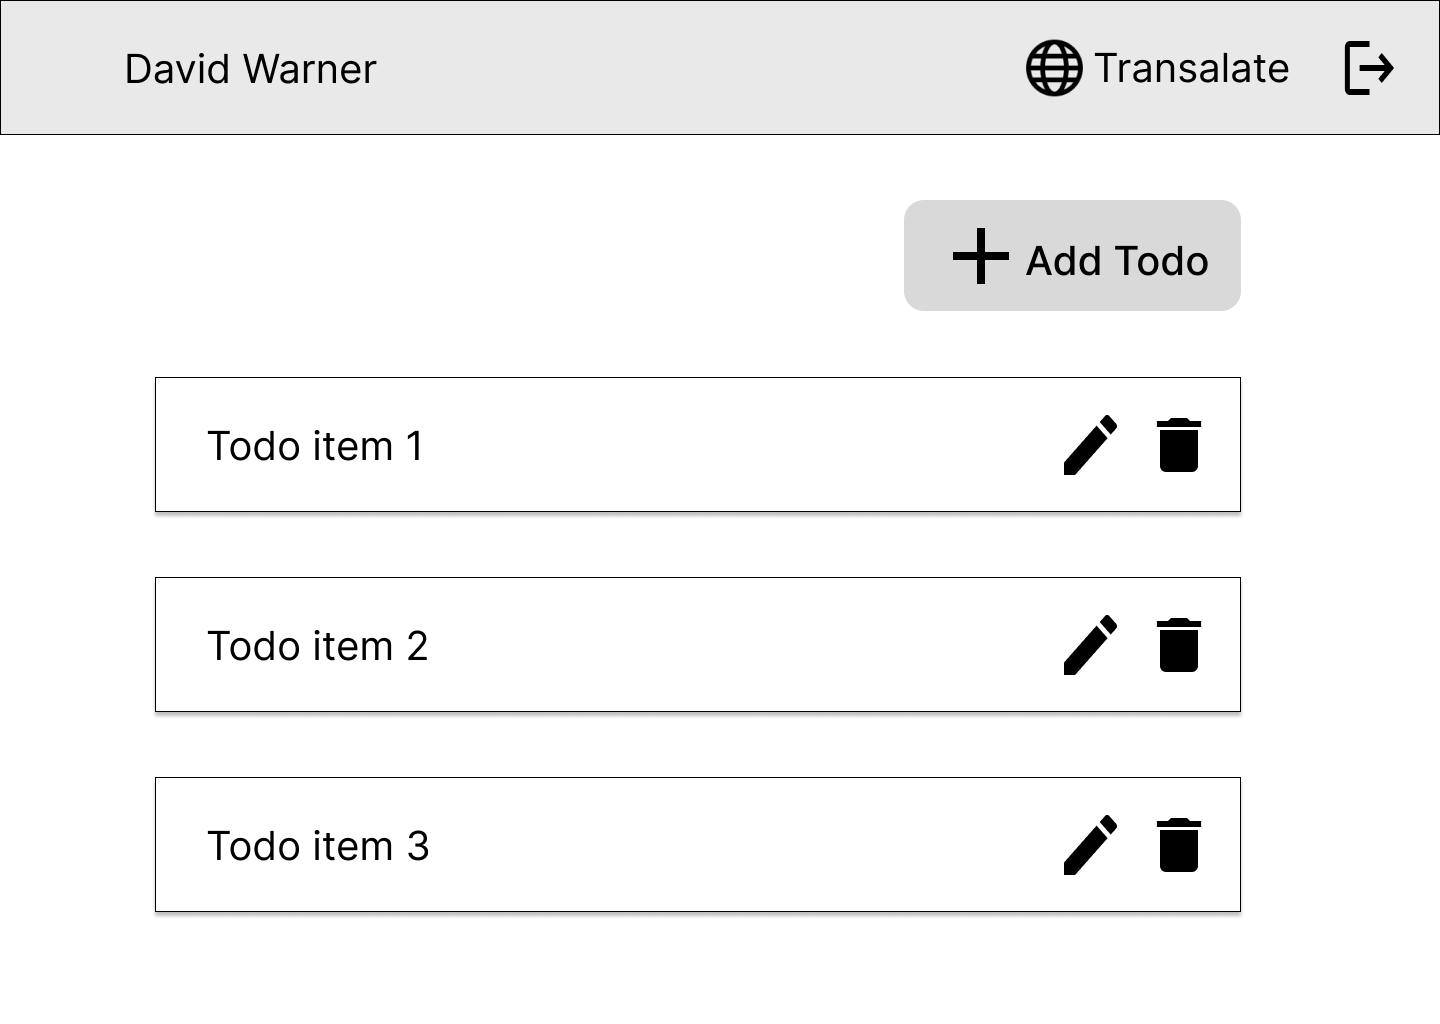 David Warner
Transalate
Add Todo
Todo item 1
Todo item 2
Todo item 3